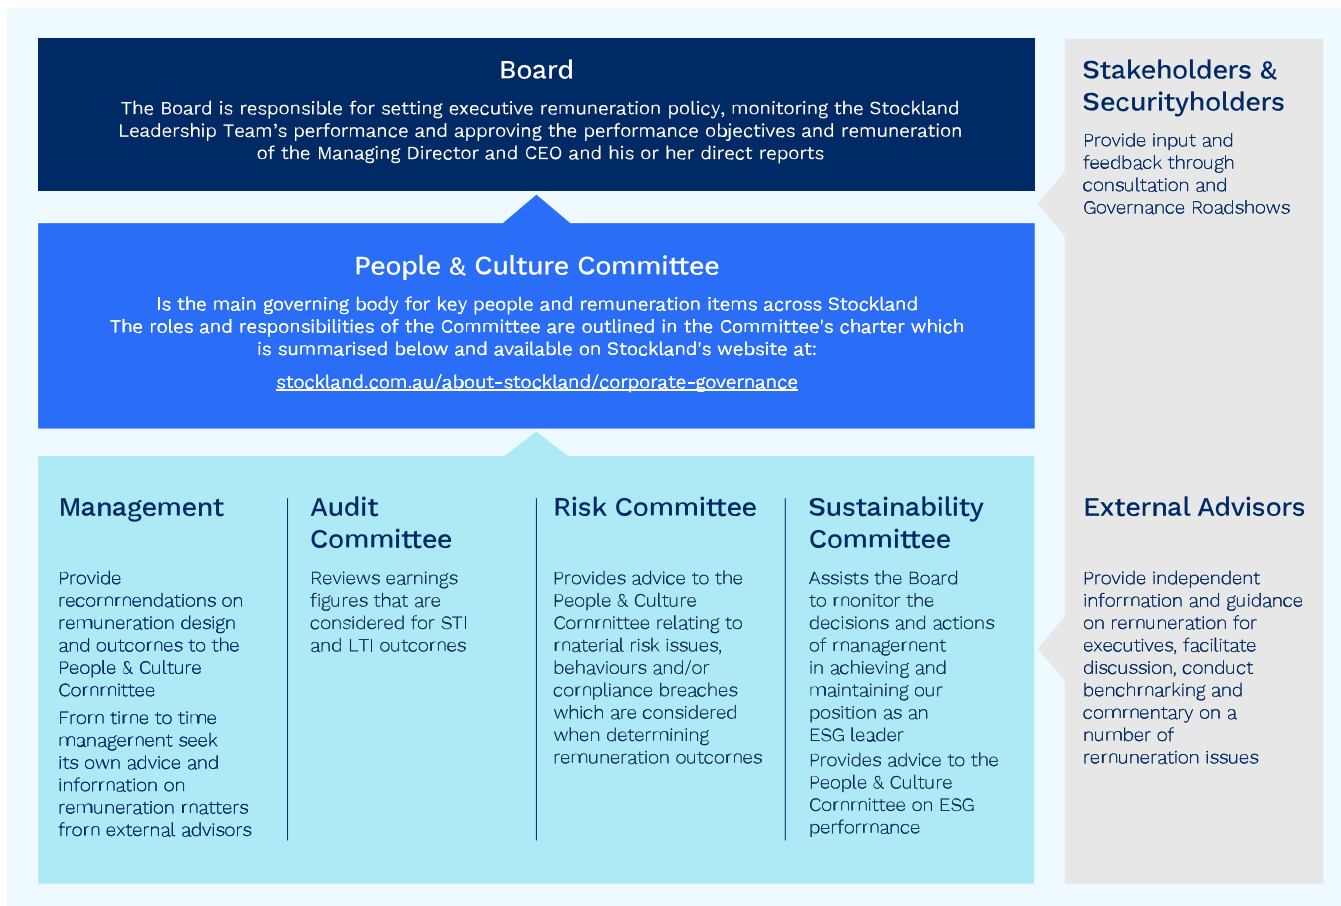 Board
The Board is responsible for setting executive remuneration policy, monitoring the Stockland
Leadership Team's performance and approving the performance objectives and remuneration
of the Managing Director and CEO and his or her direct reports
People & Culture Committee
Is the main governing body for key people and remuneration items across Stockland
The roles and responsibilities of the Committee are outlined in the Committee's charter which
is summarised below and available on Stockland's website at:
stockland.com.au/about-stockland/corporate-governance
Management
Provide
recommendations on
remuneration design
and outcomes to the
People & Culture
Committee
From time to time
management seek
its own advice and
information on
remuneration matters
from external advisors
Audit
Committee
Reviews earnings
figures that are
considered for STI
and LTI outcomes
Risk Committee
Provides advice to the
People & Culture
Committee relating to
material risk issues,
behaviours and/or
compliance breaches
which are considered
when determining
remuneration outcomes
Sustainability
Committee
Assists the Board
to monitor the
decisions and actions
of management
in achieving and
maintaining our
position as an
ESG leader
Provides advice to the
People & Culture
Committee on ESG
performance
Stakeholders &
Securityholders
Provide input and
feedback through
consultation and
Governance Roadshows
External Advisors
Provide independent
information and guidance
on remuneration for
executives, facilitate
discussion, conduct
benchmarking and
commentary on a
number of
remuneration issues